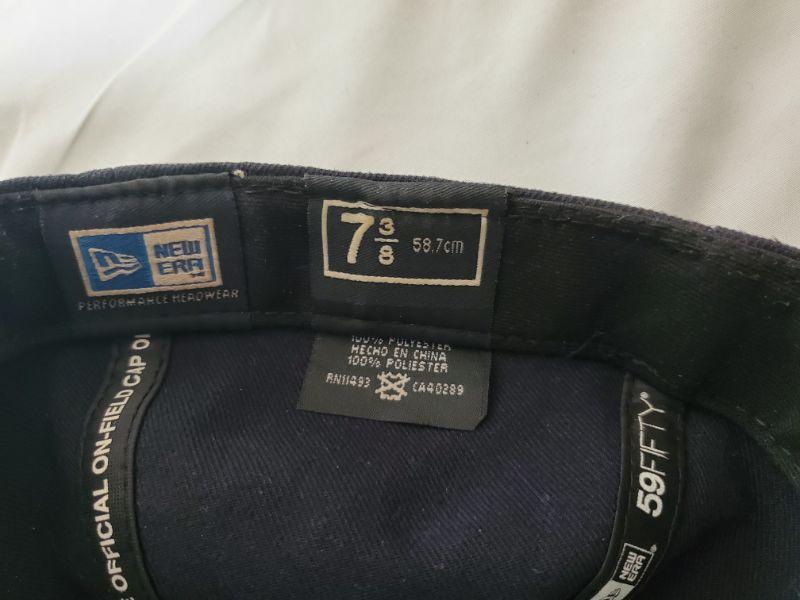 NEW
ERA
PERFORMANCE HEADWEAR
7 3/8 58.7cm
100% POLYESTER
HECHO EN CHINA
100% POLIESTER
RN11493 CA40289
OFFICIAL ON-FIELD CAP
59FIFTY®
NEW
ERA